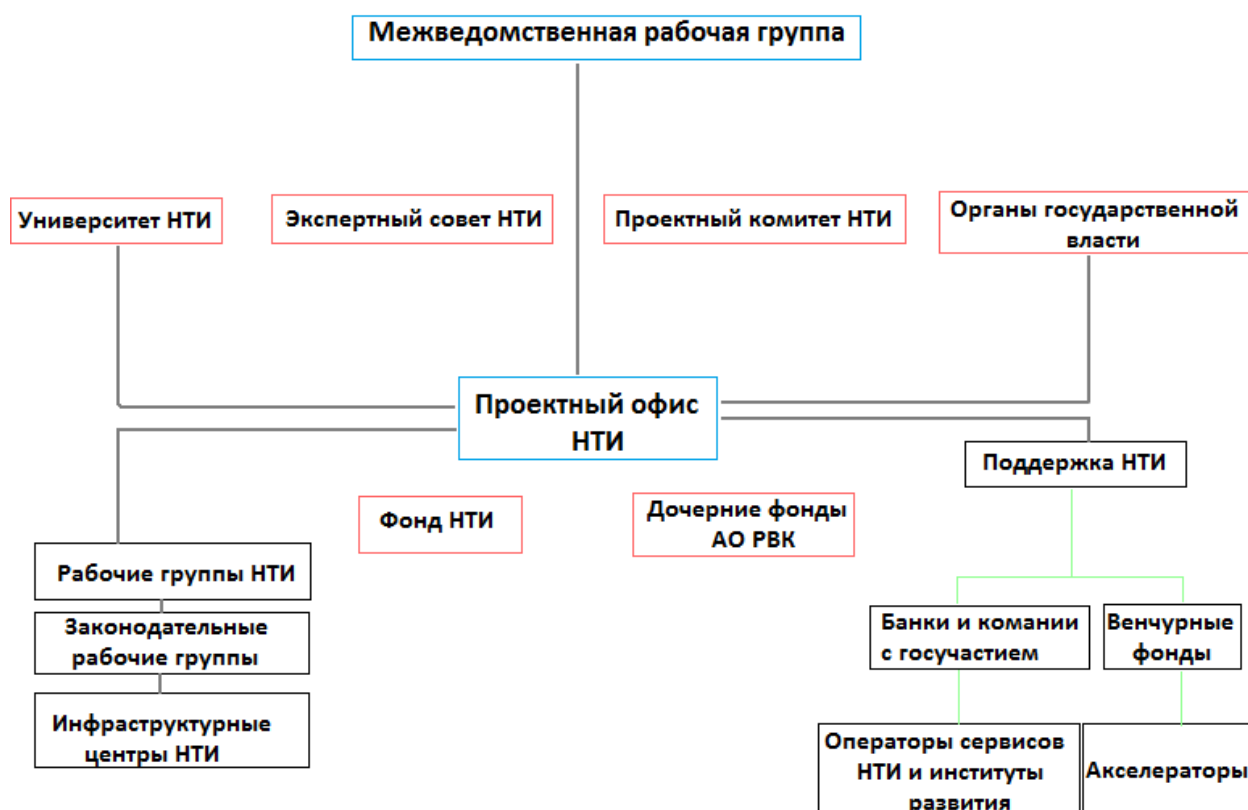 Межведомственная рабочая группа
Университет НТИ
Экспертный совет НТИ
Проектный комитет НТИ
Органы государственной
власти
Проектный офис
НТИ
Поддержка НТИ
Фонд НТИ
Дочерние фонды
АО РВК
Рабочие группы НТИ
Законодательные
рабочие группы
Инфраструктурные
центры НТИ
Банки и комании
с госучастием
Венчурные
фонды
Операторы сервисов
НТИ и институты
развития
Акселераторы